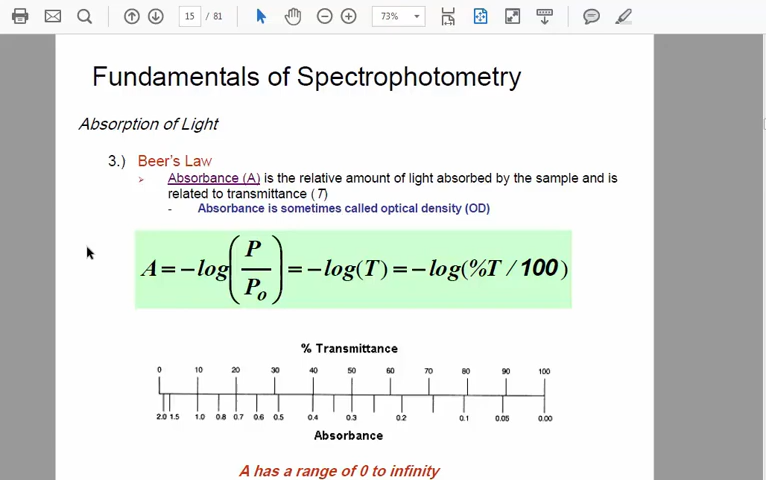 15 / 81
73%
Fundamentals of Spectrophotometry
Absorption of Light
3.) Beer's Law
Absorbance (A) is the relative amount of light absorbed by the sample and is
related to transmittance (T)
- Absorbance is sometimes called optical density (OD)
A = −log(P/Po) = −log(T) = −log(%T / 100)
% Transmittance
0 10 20 30 40 50 60 70 80 90 100
2.0 1.5 1.0 0.8 0.7 0.6 0.5 0.4 0.3 0.2 0.1 0.05 0.00
Absorbance
A has a range of 0 to infinity